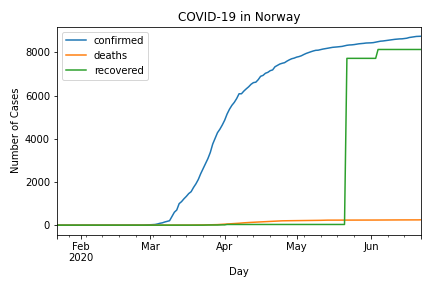 COVID-19 in Norway
confirmed
deaths
recovered
Number of Cases
8000
6000
4000
2000
0
Feb
2020
Mar
Apr
May
Jun
Day